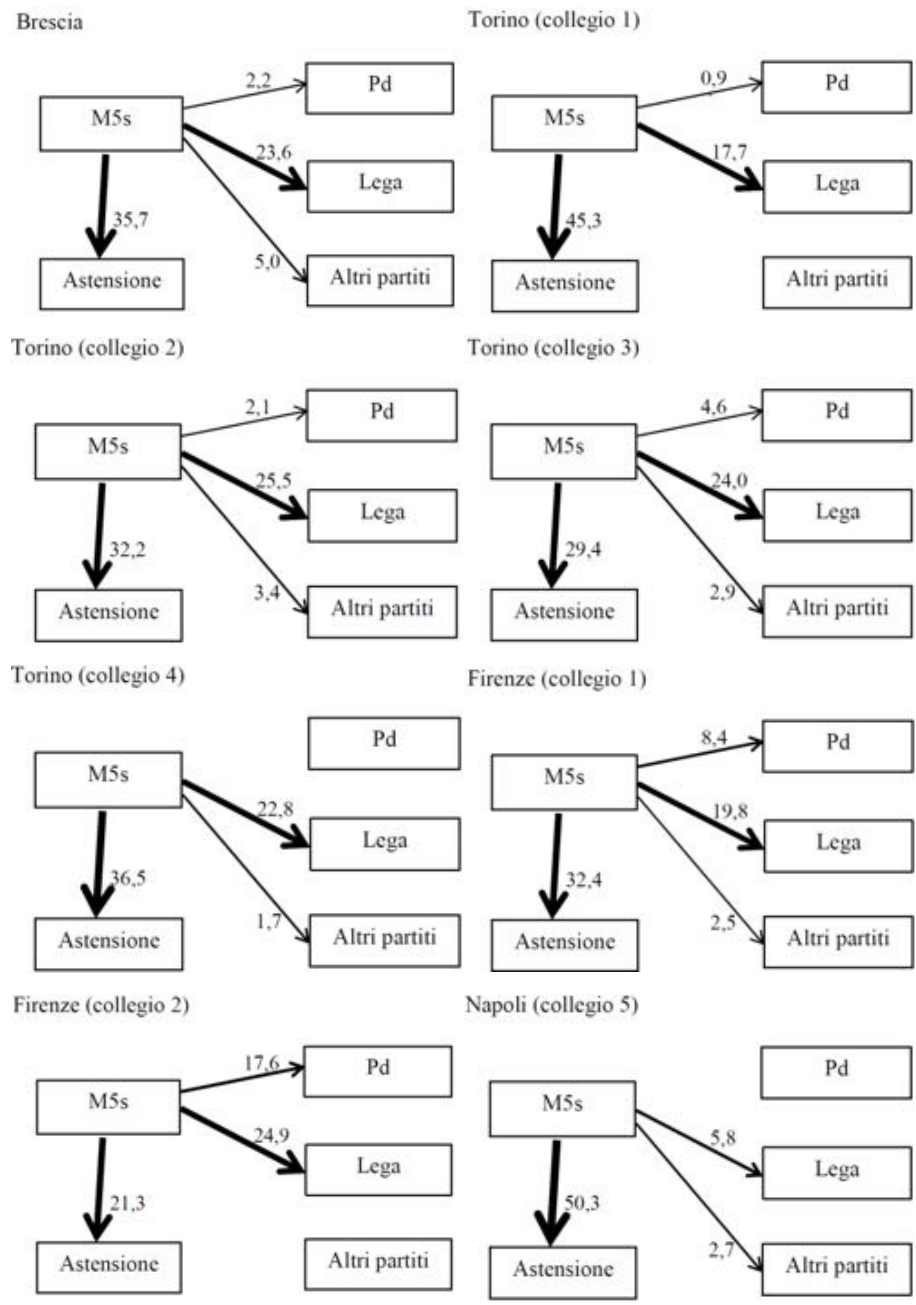 Brescia
2,2
Pd
M5s
23,6
Lega
35,7
5,0
Astensione
Altri partiti
Torino (collegio 1)
0,9
Pd
M5s
17,7
Lega
45,3
Astensione
Altri partiti
Torino (collegio 2)
2,1
Pd
M5s
25,5
Lega
32,2
3,4
Astensione
Altri partiti
Torino (collegio 3)
4,6
Pd
M5s
24,0
Lega
29,4
2,9
Astensione
Altri partiti
Torino (collegio 4)
Pd
M5s
22,8
Lega
36,5
1,7
Astensione
Altri partiti
Firenze (collegio 1)
8,4
Pd
M5s
19,8
Lega
32,4
2,5
Astensione
Altri partiti
Firenze (collegio 2)
17,6
Pd
M5s
24,9
Lega
21,3
Astensione
Altri partiti
Napoli (collegio 5)
Pd
M5s
5,8
Lega
50,3
2,7
Astensione
Altri partiti